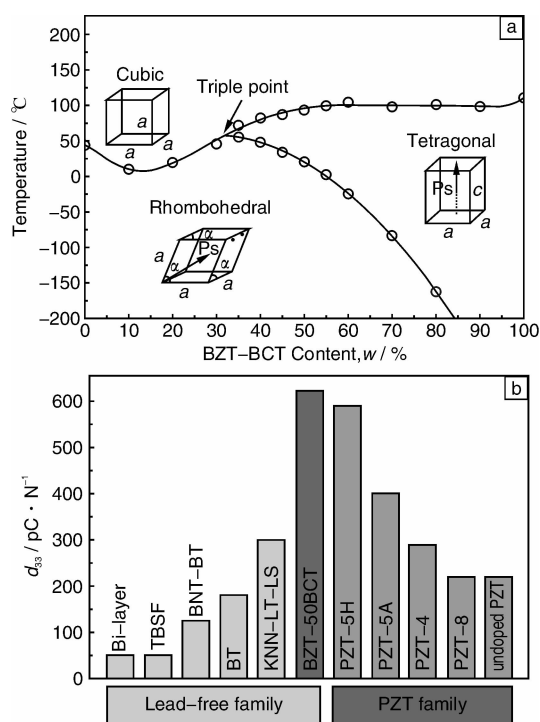 a
200
150
100
50
0
−50
−100
−150
−200
Temperature / ℃
Cubic
a
a
a
Triple point
Tetragonal
Ps
c
a
a
Rhombohedral
α
Ps
a
α
α
a
a
0 10 20 30 40 50 60 70 80 90 100
BZT−BCT Content,w / %
b
600
400
300
200
100
0
d₃₃ / pC · N⁻¹
Bi−layer
TBSF
BNT−BT
BT
KNN−LT−LS
BZT−50BCT
PZT−5H
PZT−5A
PZT−4
PZT−8
undoped PZT
Lead−free family
PZT family